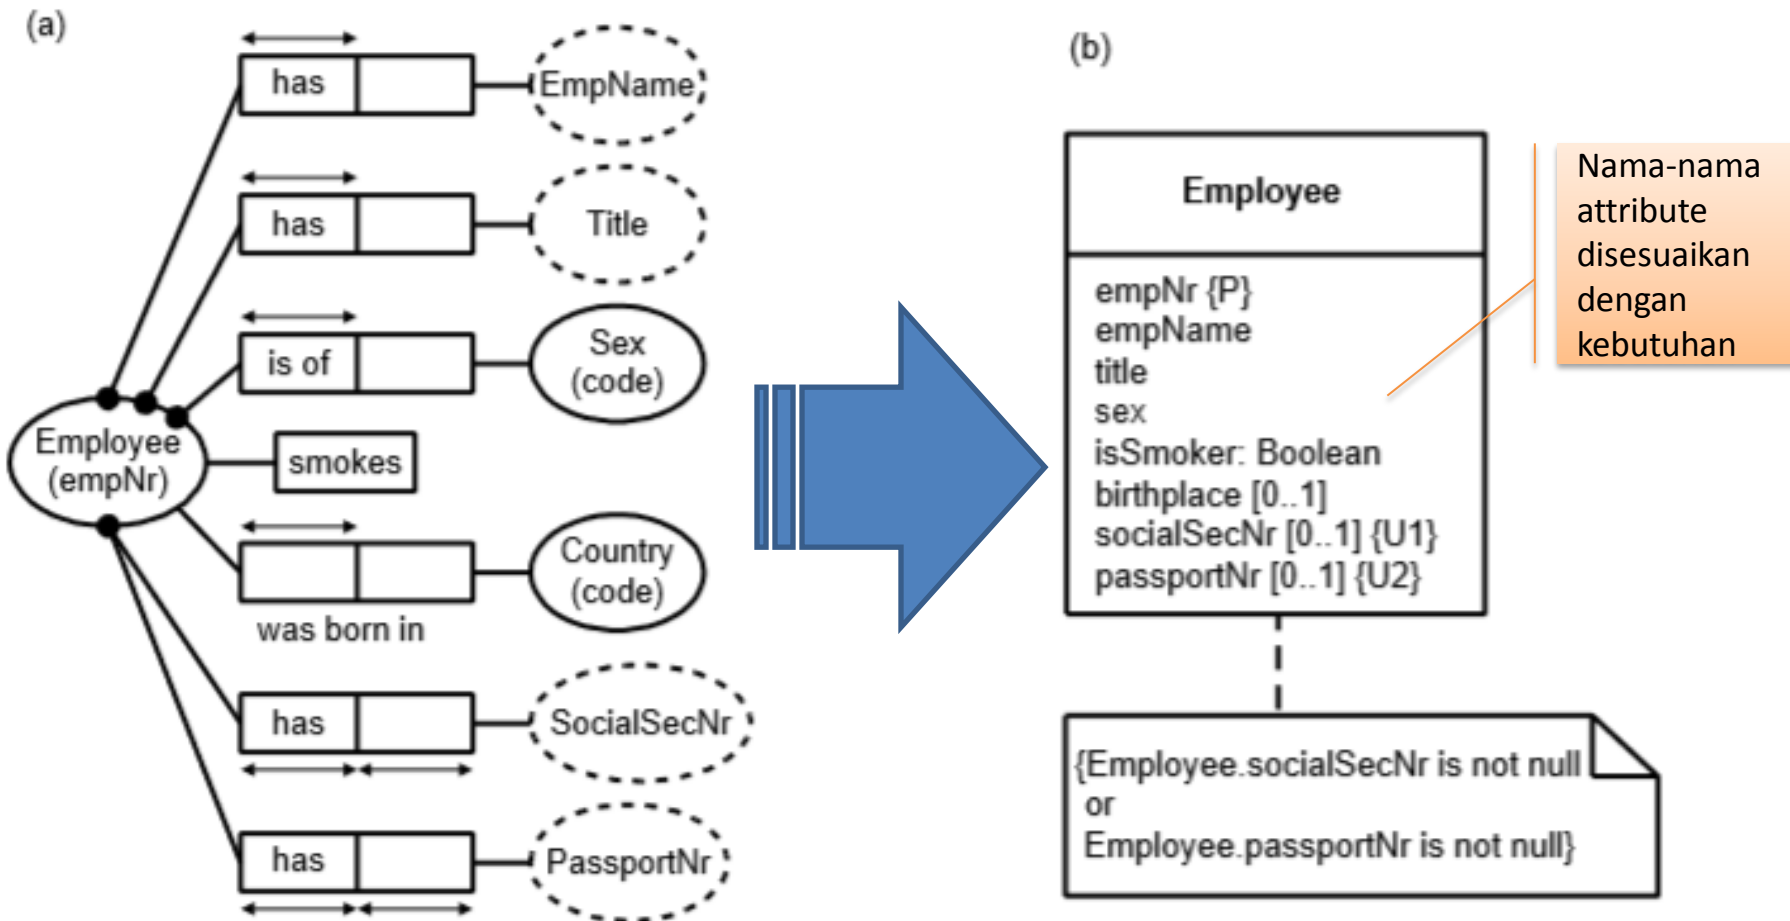 (a)
has
EmpName
has
Title
is of
Sex
(code)
Employee
(empNr)
smokes
Country
(code)
was born in
has
SocialSecNr
has
PassportNr
(b)
Employee
empNr {P}
empName
title
sex
isSmoker: Boolean
birthplace [0..1]
socialSecNr [0..1] {U1}
passportNr [0..1] {U2}
{Employee.socialSecNr is not null
or
Employee.passportNr is not null}
Nama-nama
attribute
disesuaikan
dengan
kebutuhan